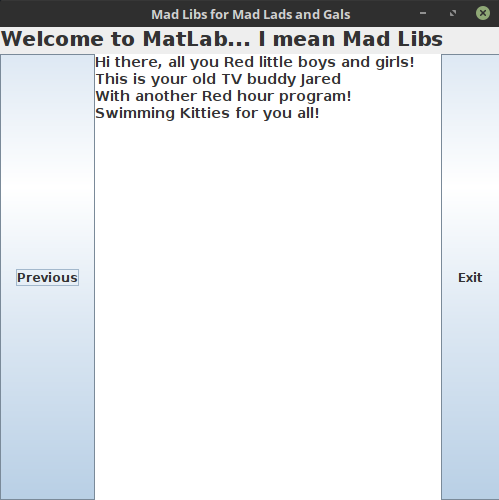 Mad Libs for Mad Lads and Gals
Welcome to MatLab... I mean Mad Libs
Hi there, all you Red little boys and girls!
This is your old TV buddy Jared
With another Red hour program!
Swimming Kitties for you all!
Previous
Exit